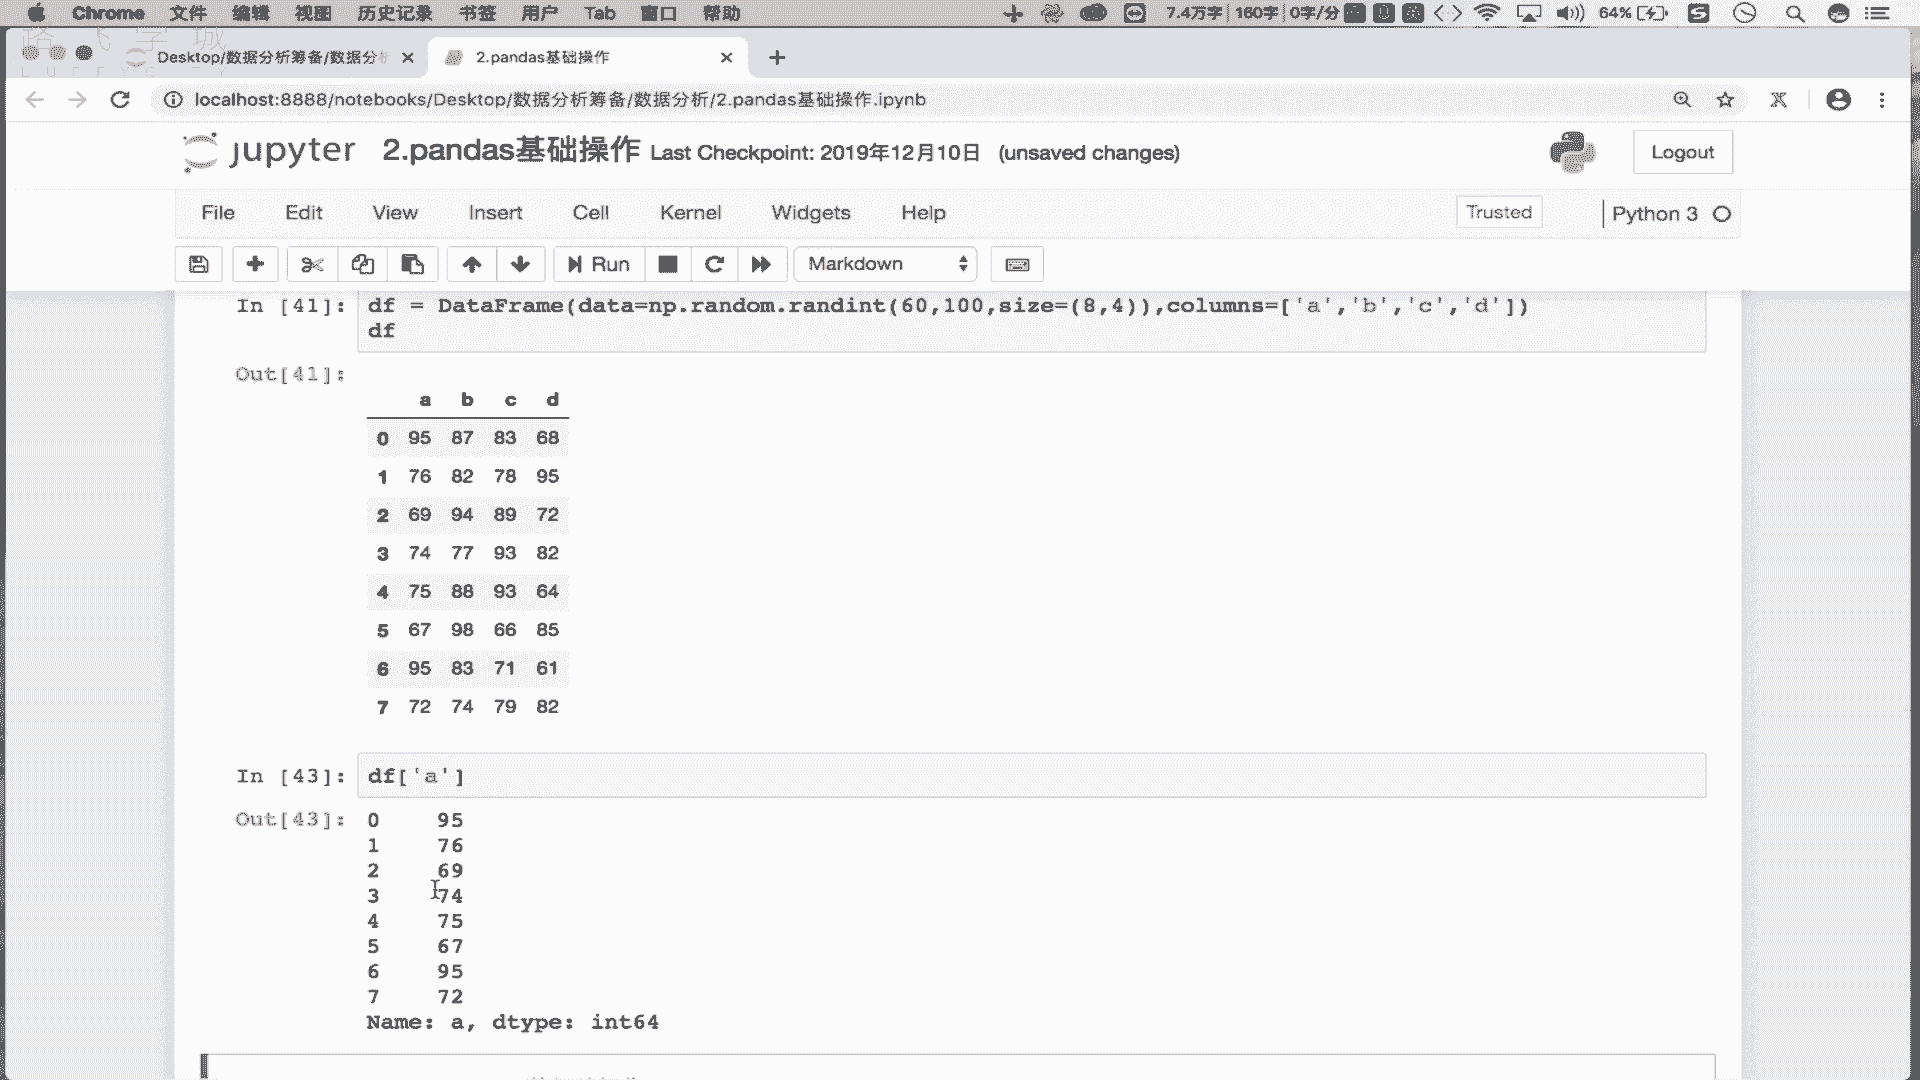 Chrome 文件 编辑 视图 历史记录 书签 用户 Tab 窗口 帮助 7.4万字 160字 0字/分 64%
Desktop/数据分析筹备/数据分析 2.pandas基础操作
localhost:8888/notebooks/Desktop/数据分析筹备/数据分析/2.pandas基础操作.ipynb
jupyter 2.pandas基础操作 Last Checkpoint: 2019年12月10日 (unsaved changes) Logout
File Edit View Insert Cell Kernel Widgets Help Trusted Python 3
Run Markdown
In [41]: df = DataFrame(data=np.random.randint(60,100,size=(8,4)),columns=['a','b','c','d'])
df
Out[41]:
a b c d
0 95 87 83 68
1 76 82 78 95
2 69 94 89 72
3 74 77 93 82
4 75 88 93 64
5 67 98 66 85
6 95 83 71 61
7 72 74 79 82
In [43]: df['a']
Out[43]: 0 95
1 76
2 69
3 74
4 75
5 67
6 95
7 72
Name: a, dtype: int64